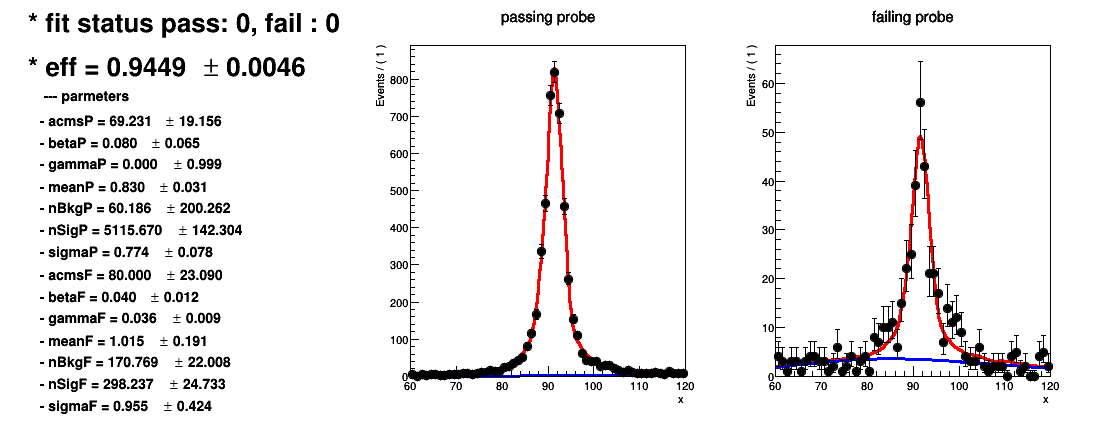 * fit status pass: 0, fail : 0
* eff = 0.9449 ± 0.0046
--- parmeters
- acmsP = 69.231 ± 19.156
- betaP = 0.080 ± 0.065
- gammaP = 0.000 ± 0.999
- meanP = 0.830 ± 0.031
- nBkgP = 60.186 ± 200.262
- nSigP = 5115.670 ± 142.304
- sigmaP = 0.774 ± 0.078
- acmsF = 80.000 ± 23.090
- betaF = 0.040 ± 0.012
- gammaF = 0.036 ± 0.009
- meanF = 1.015 ± 0.191
- nBkgF = 170.769 ± 22.008
- nSigF = 298.237 ± 24.733
- sigmaF = 0.955 ± 0.424
passing probe
Events / ( 1 )
800
700
600
500
400
300
200
100
0
60 70 80 90 100 110 120
x
failing probe
Events / ( 1 )
60
50
40
30
20
10
0
60 70 80 90 100 110 120
x